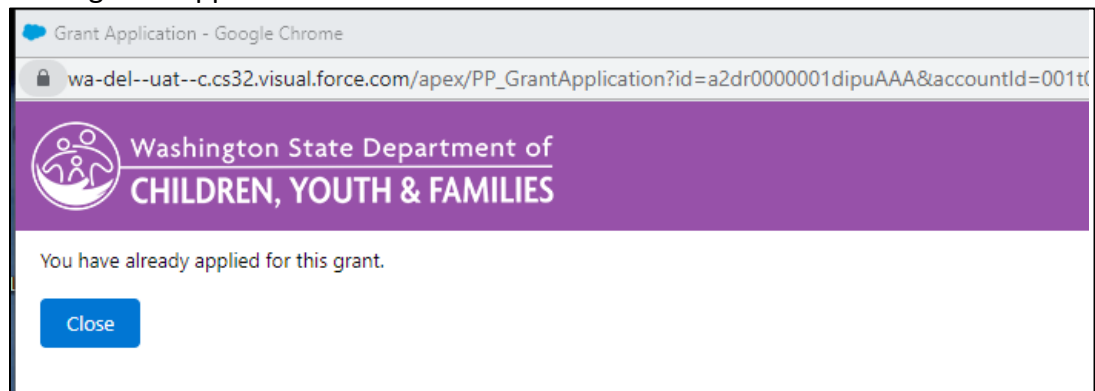 Grant Application - Google Chrome
wa-del--uat--c.cs32.visual.force.com/apex/PP_GrantApplication?id=a2dr0000001dipuAAA&accountId=001t
Washington State Department of
CHILDREN, YOUTH & FAMILIES
You have already applied for this grant.
Close